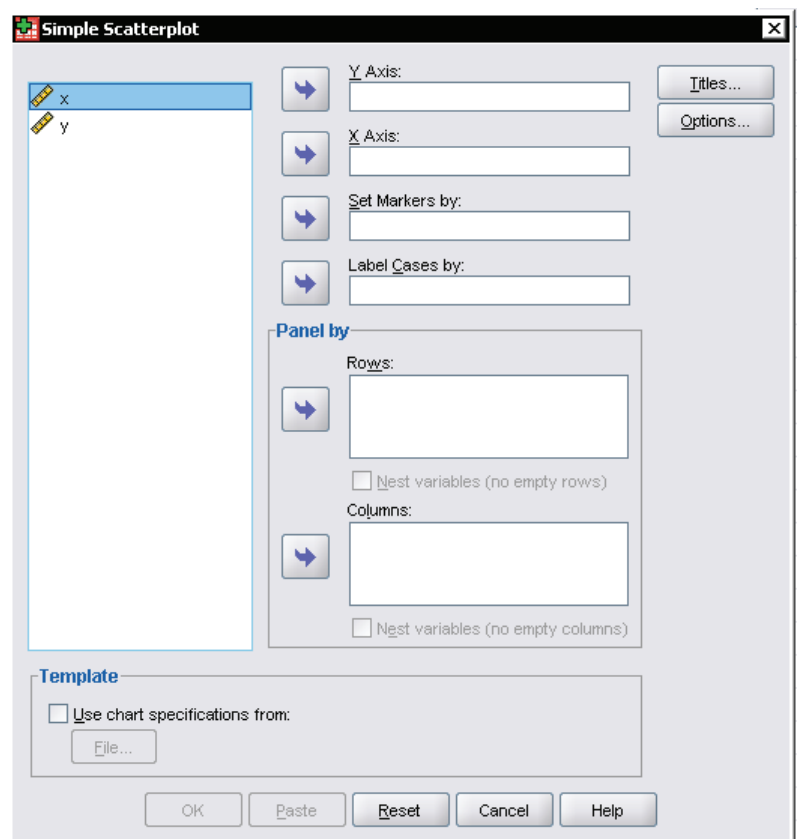 Simple Scatterplot
x
y
Y Axis:
X Axis:
Set Markers by:
Label Cases by:
Titles...
Options...
Panel by
Rows:
Nest variables (no empty rows)
Columns:
Nest variables (no empty columns)
Template
Use chart specifications from:
File...
OK Paste Reset Cancel Help